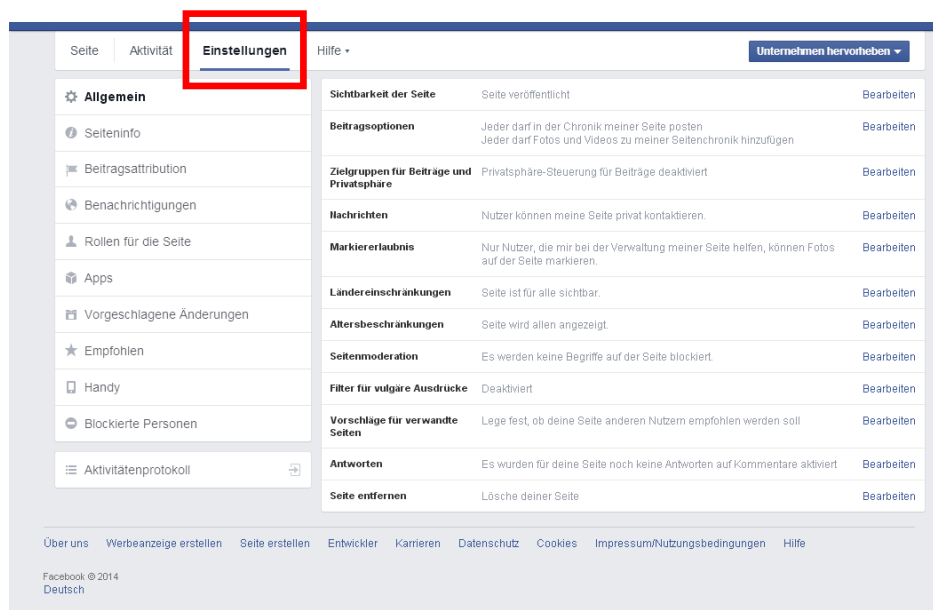 Seite Aktivität Einstellungen Hilfe Unternehmen hervorheben
Allgemein
Seiteninfo
Beitragsattribution
Benachrichtigungen
Rollen für die Seite
Apps
Vorgeschlagene Änderungen
Empfohlen
Handy
Blockierte Personen
Aktivitätenprotokoll
Sichtbarkeit der Seite Seite veröffentlicht Bearbeiten
Beitragsoptionen Jeder darf in der Chronik meiner Seite posten Bearbeiten
Jeder darf Fotos und Videos zu meiner Seitenchronik hinzufügen
Zielgruppen für Beiträge und Privatsphäre-Steuerung für Beiträge deaktiviert Bearbeiten
Privatsphäre
Nachrichten Nutzer können meine Seite privat kontaktieren. Bearbeiten
Markiererlaubnis Nur Nutzer, die mir bei der Verwaltung meiner Seite helfen, können Fotos Bearbeiten
auf der Seite markieren.
Ländereinschränkungen Seite ist für alle sichtbar. Bearbeiten
Altersbeschränkungen Seite wird allen angezeigt. Bearbeiten
Seitenmoderation Es werden keine Begriffe auf der Seite blockiert. Bearbeiten
Filter für vulgäre Ausdrücke Deaktiviert Bearbeiten
Vorschläge für verwandte Lege fest, ob deine Seite anderen Nutzern empfohlen werden soll Bearbeiten
Seiten
Antworten Es wurden für deine Seite noch keine Antworten auf Kommentare aktiviert Bearbeiten
Seite entfernen Lösche deiner Seite Bearbeiten
Über uns Werbeanzeige erstellen Seite erstellen Entwickler Karrieren Datenschutz Cookies Impressum/Nutzungsbedingungen Hilfe
Facebook © 2014
Deutsch